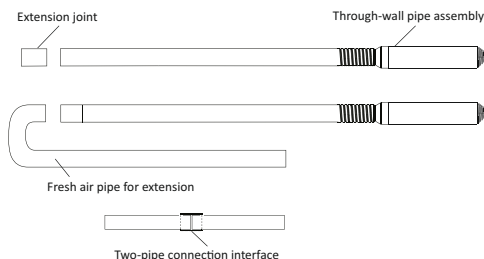 Extension joint
Through-wall pipe assembly
Fresh air pipe for extension
Two-pipe connection interface